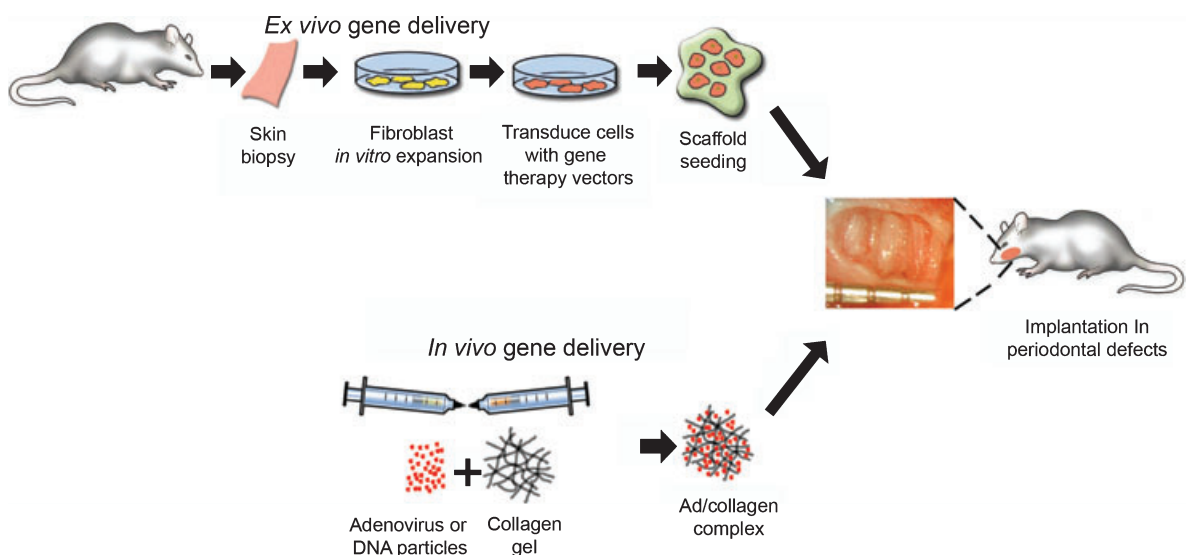 Ex vivo gene delivery
Skin
biopsy
Fibroblast
in vitro expansion
Transduce cells
with gene
therapy vectors
Scaffold
seeding
Implantation In
periodontal defects
In vivo gene delivery
Adenovirus or
DNA particles
+
Collagen
gel
Ad/collagen
complex